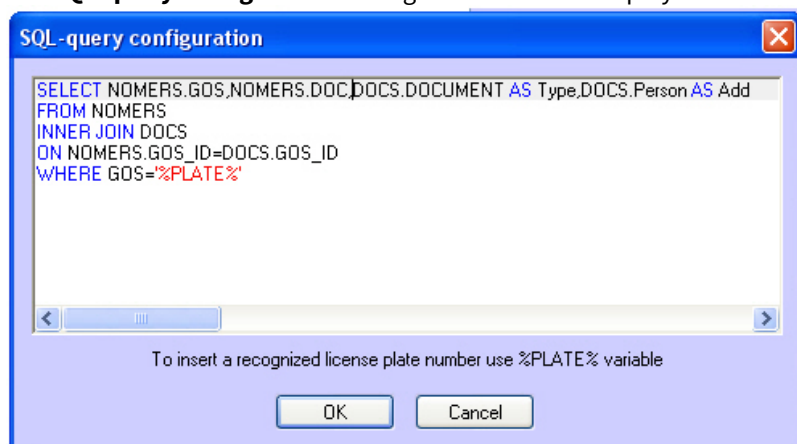 SQL-query configuration
SELECT NOMERS.GOS,NOMERS.DOC,DOCS.DOCUMENT AS Type,DOCS.Person AS Add
FROM NOMERS
INNER JOIN DOCS
ON NOMERS.GOS_ID=DOCS.GOS_ID
WHERE GOS='%PLATE%'
To insert a recognized license plate number use %PLATE% variable
OK Cancel